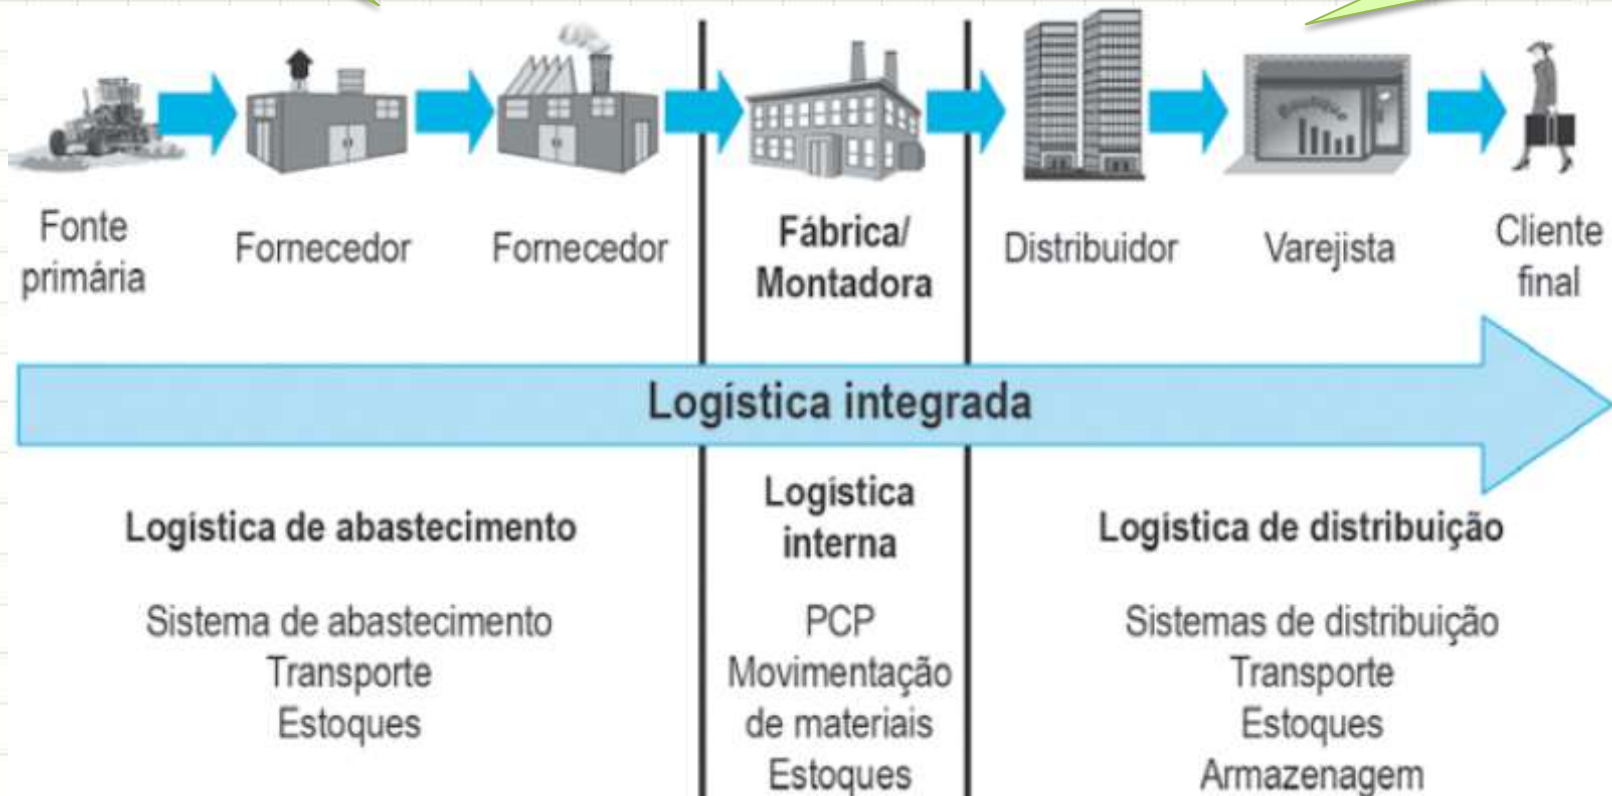 Boutique
Fonte
primária
Fornecedor
Fornecedor
Fábrica/
Montadora
Distribuidor
Varejista
Cliente
final
Logística integrada
Logística de abastecimento
Sistema de abastecimento
Transporte
Estoques
Logística
interna
PCP
Movimentação
de materiais
Estoques
Logística de distribuição
Sistemas de distribuição
Transporte
Estoques
Armazenagem